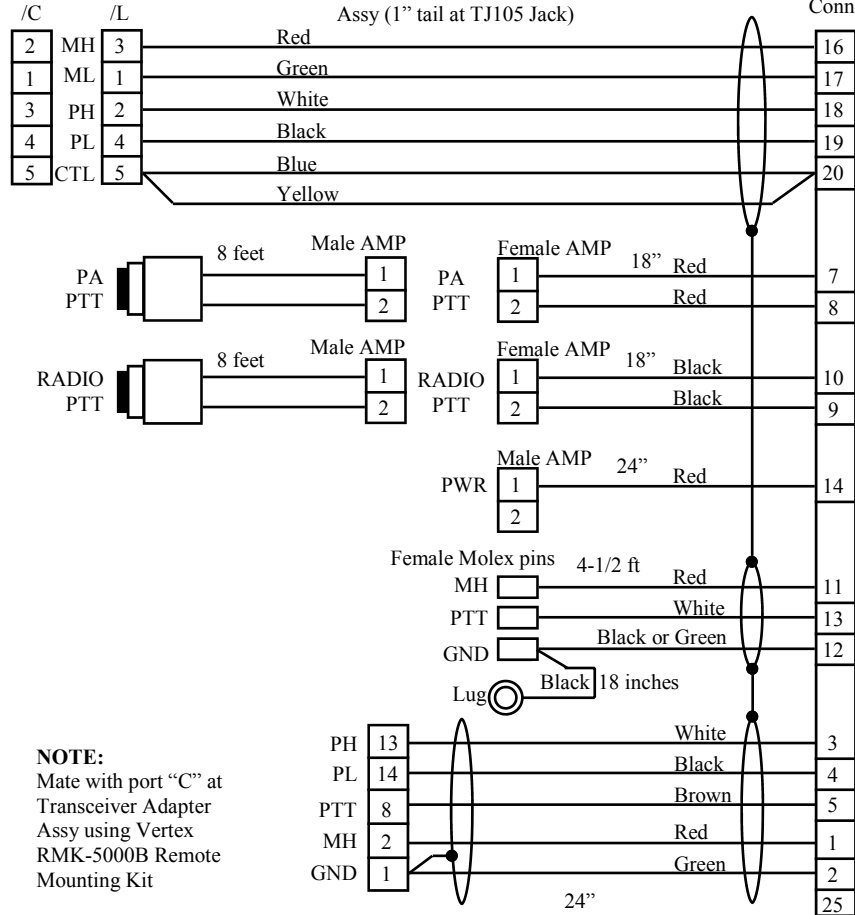 /C /L Assy (1” tail at TJ105 Jack) Conn
2 MH 3 Red 16
1 ML 1 Green 17
3 PH 2 White 18
4 PL 4 Black 19
5 CTL 5 Blue 20
Yellow
8 feet Male AMP Female AMP 18”
PA 1 PA 1 Red 7
PTT 2 PTT 2 Red 8
8 feet Male AMP Female AMP 18”
RADIO 1 RADIO 1 Black 10
PTT 2 PTT 2 Black 9
Male AMP 24”
PWR 1 Red 14
2
Female Molex pins 4-1/2 ft
MH Red 11
PTT White 13
GND Black or Green 12
Lug Black 18 inches
PH 13 White 3
PL 14 Black 4
PTT 8 Brown 5
MH 2 Red 1
GND 1 Green 2
24” 25
NOTE:
Mate with port “C” at
Transceiver Adapter
Assy using Vertex
RMK-5000B Remote
Mounting Kit